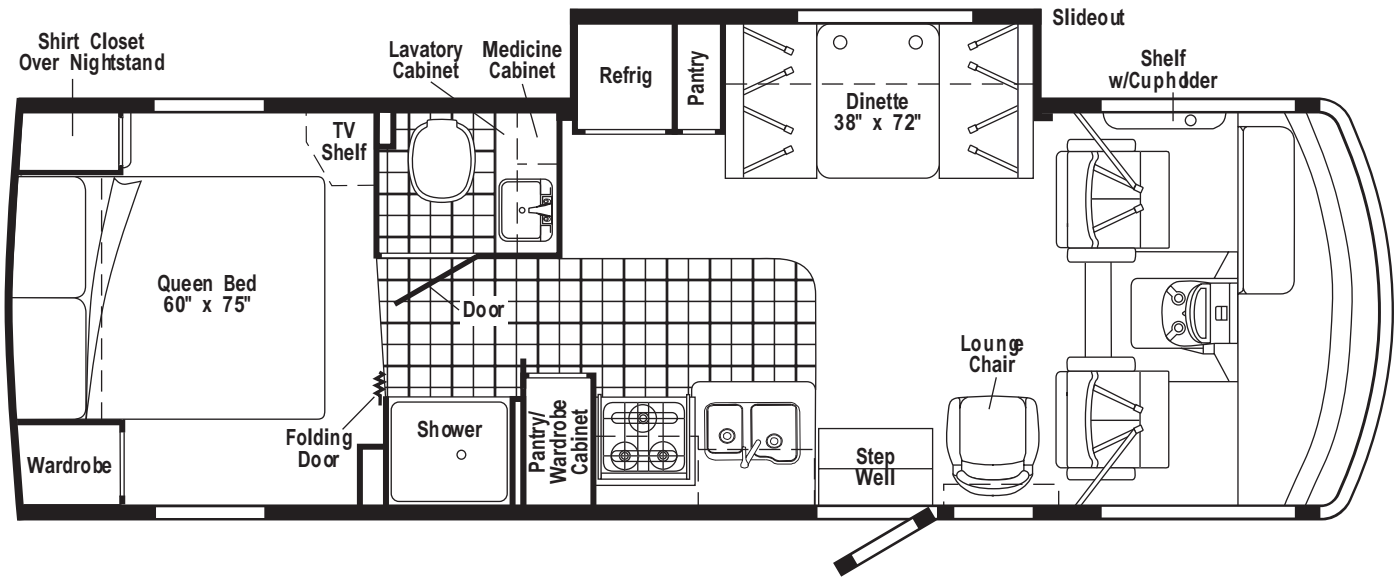 Slideout
Shirt Closet
Over Nightstand
Lavatory
Cabinet
Medicine
Cabinet
Refrig
Pantry
Dinette
38" x 72"
Shelf
w/Cupholder
TV
Shelf
Queen Bed
60" x 75"
Door
Lounge
Chair
Folding
Door
Shower
Pantry/
Wardrobe
Cabinet
Step
Well
Wardrobe